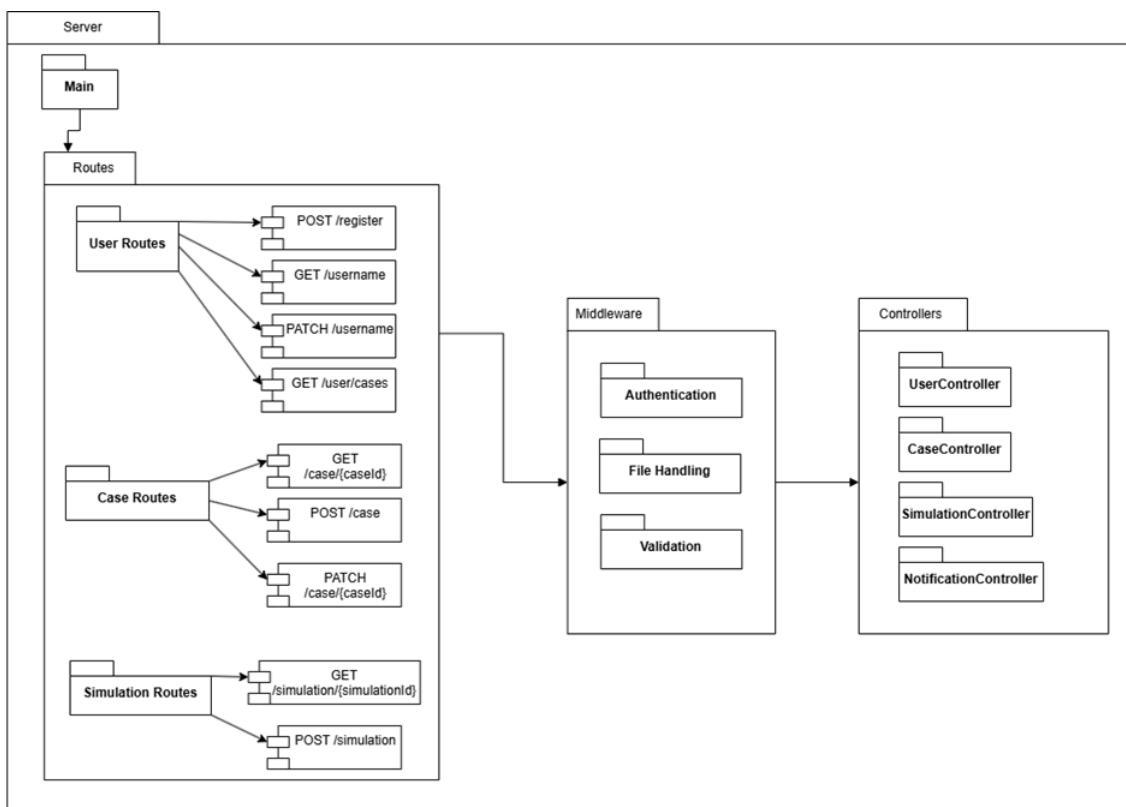 Server
Main
Routes
User Routes
POST /register
GET /username
PATCH /username
GET /user/cases
Case Routes
GET
/case/{caseId}
POST /case
PATCH
/case/{caseId}
Simulation Routes
GET
/simulation/{simulationId}
POST /simulation
Middleware
Authentication
File Handling
Validation
Controllers
UserController
CaseController
SimulationController
NotificationController